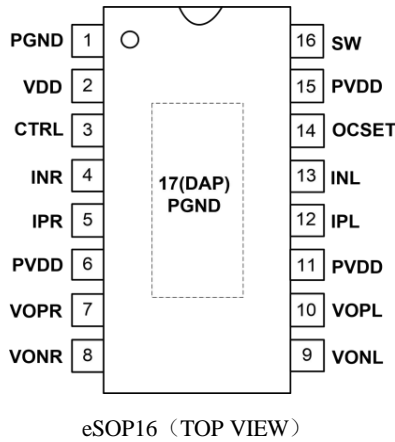 PGND 1 16 SW
VDD 2 15 PVDD
CTRL 3 14 OCSET
INR 4 13 INL
17(DAP)
PGND
IPR 5 12 IPL
PVDD 6 11 PVDD
VOPR 7 10 VOPL
VONR 8 9 VONL
eSOP16（TOP VIEW）